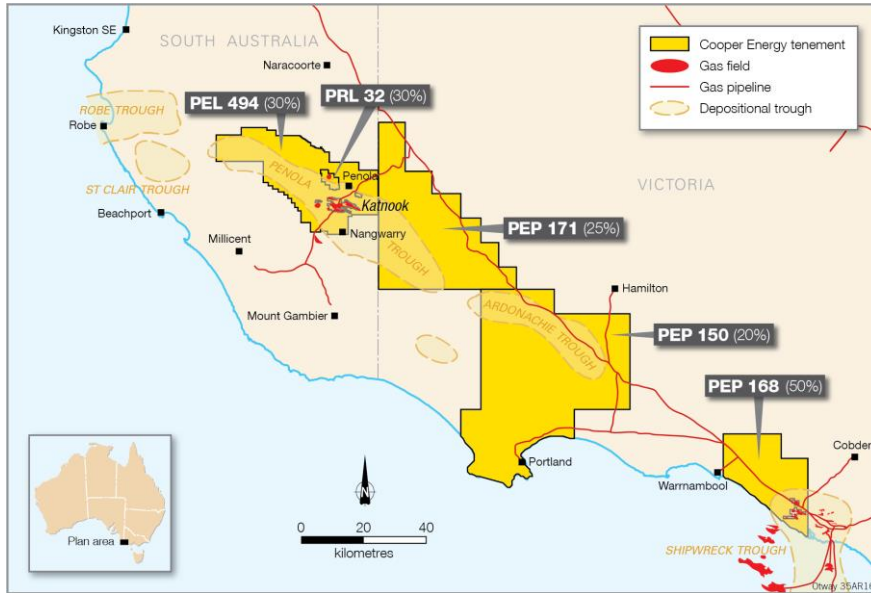 Kingston SE
SOUTH AUSTRALIA
Naracoorte
Cooper Energy tenement
Gas field
Gas pipeline
Depositional trough
ROBE TROUGH
PEL 494 (30%)
PRL 32 (30%)
Robe
PENOLA
Penola
VICTORIA
ST CLAIR TROUGH
Katnook
Beachport
PEP 171 (25%)
Millicent
Nangwarry
TROUGH
Hamilton
Mount Gambier
ARDONACHIE TROUGH
PEP 150 (20%)
PEP 168 (50%)
Cobden
Portland
Warrnambool
N
Plan area
0 20 40
kilometres
SHIPWRECK TROUGH
Otway 35AR16